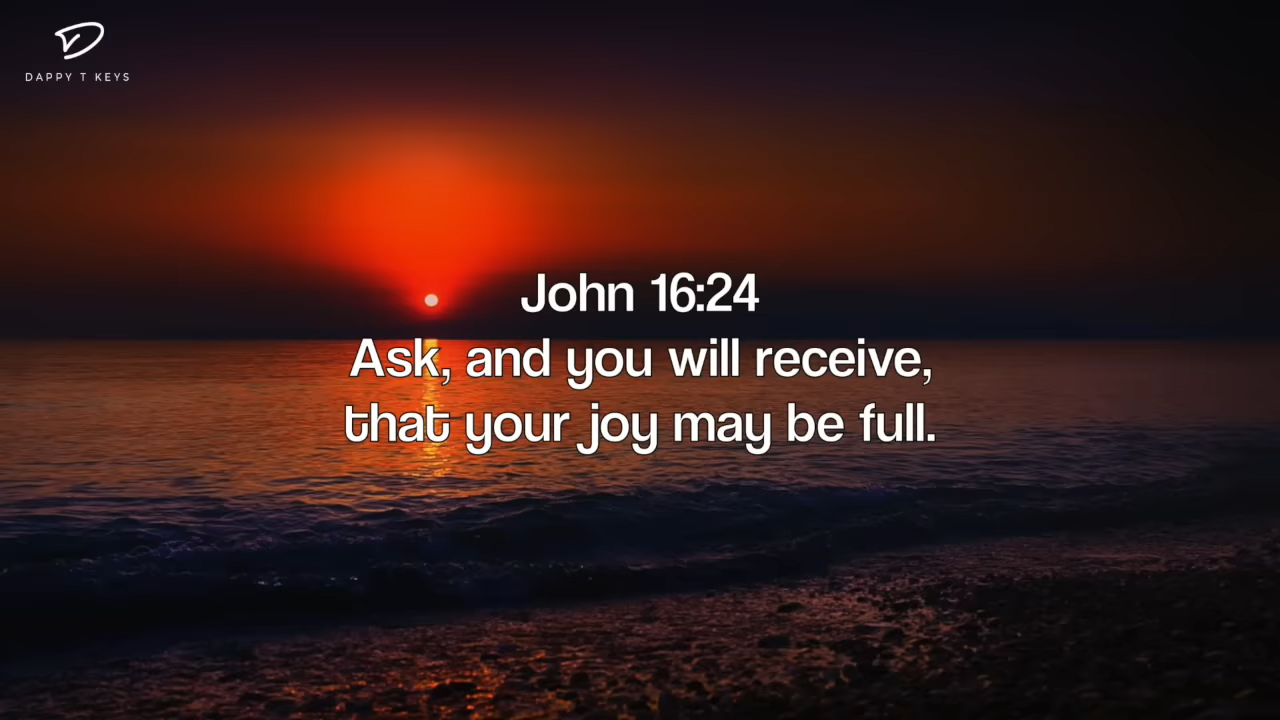 DAPPY T KEYS
John 16:24
Ask, and you will receive,
that your joy may be full.